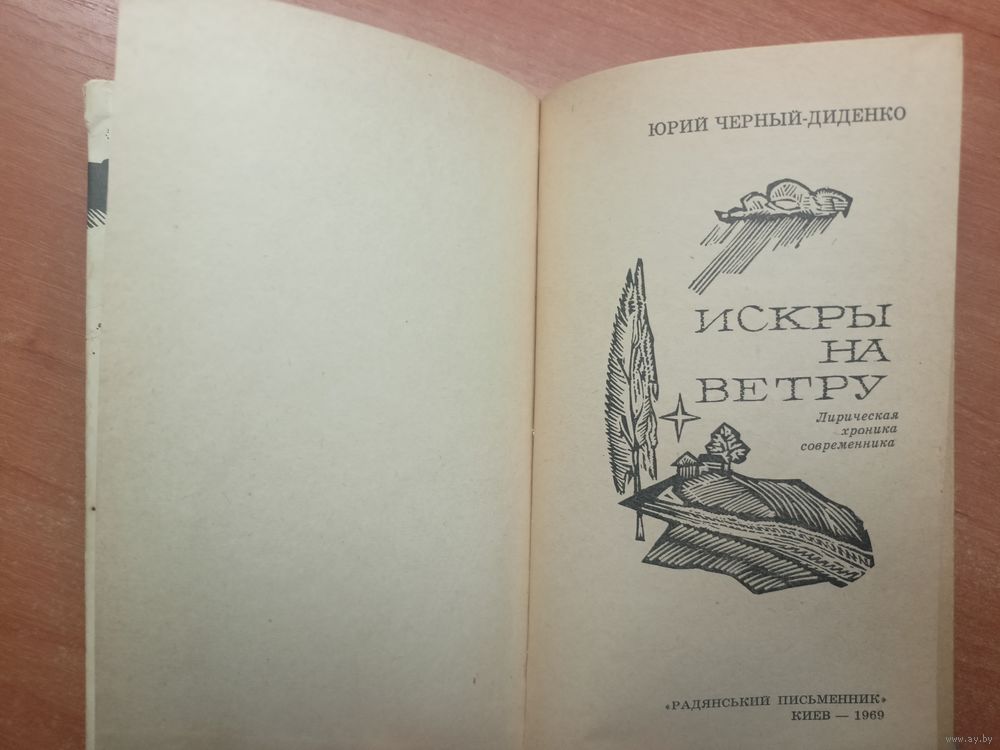 ЮРИЙ ЧЕРНЫЙ-ДИДЕНКО
ИСКРЫ
НА
ВЕТРУ
Лирическая
хроника
современника
«РАДЯНСЬКИЙ ПИСЬМЕННИК»
КИЕВ — 1969
www.ay.by